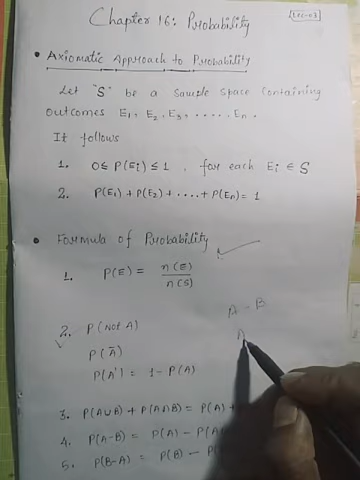 Chapter 16: Probability
Lec-03
• Axiomatic Approach to Probability
Let "S" be a sample space containing
outcomes E₁, E₂, E₃, ....., Eₙ.
It follows
1. 0 ≤ P(Eᵢ) ≤ 1 , for each Eᵢ ∈ S
2. P(E₁) + P(E₂) + .... + P(Eₙ) = 1
• Formula of Probability
1. P(E) = n(E)/n(S)
A - B
A
2. P(Not A)
P(A̅)
P(A') = 1 - P(A)
3. P(A∪B) + P(A∩B) = P(A) +
4. P(A-B) = P(A) - P(A
5. P(B-A) = P(B) - P(